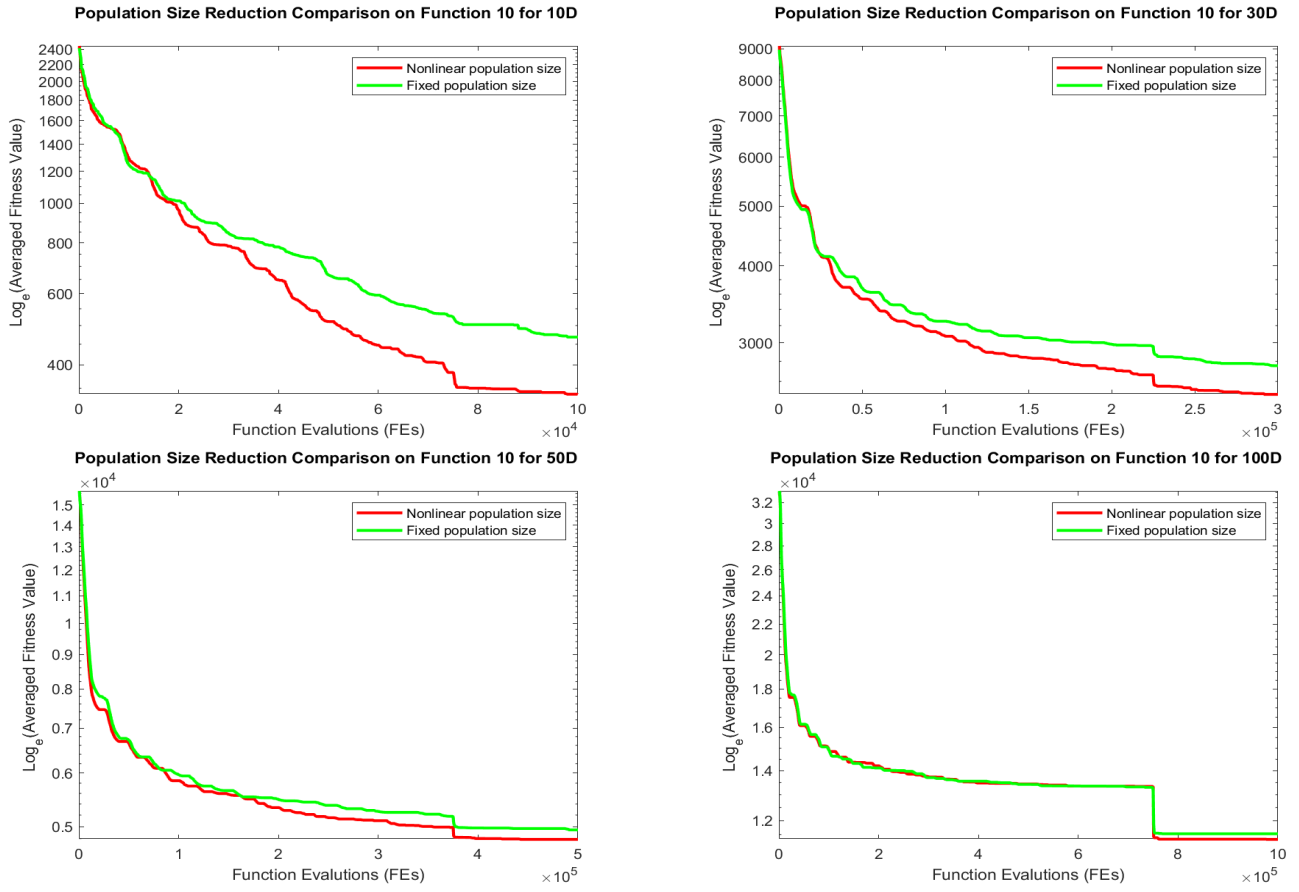 Population Size Reduction Comparison on Function 10 for 10D
2400
2200
2000
1800
1600
1400
1200
1000
800
600
400
Log_e(Averaged Fitness Value)
Nonlinear population size
Fixed population size
0 2 4 6 8 10
Function Evalutions (FEs)
×10^4
Population Size Reduction Comparison on Function 10 for 30D
9000
8000
7000
6000
5000
4000
3000
Log_e(Averaged Fitness Value)
Nonlinear population size
Fixed population size
0 0.5 1 1.5 2 2.5 3
Function Evalutions (FEs)
×10^5
Population Size Reduction Comparison on Function 10 for 50D
×10^4
1.5
1.4
1.3
1.2
1.1
1
0.9
0.8
0.7
0.6
0.5
Log_e(Averaged Fitness Value)
Nonlinear population size
Fixed population size
0 1 2 3 4 5
Function Evalutions (FEs)
×10^5
Population Size Reduction Comparison on Function 10 for 100D
×10^4
3.2
3
2.8
2.6
2.4
2.2
2
1.8
1.6
1.4
1.2
Log_e(Averaged Fitness Value)
Nonlinear population size
Fixed population size
0 2 4 6 8 10
Function Evalutions (FEs)
×10^5